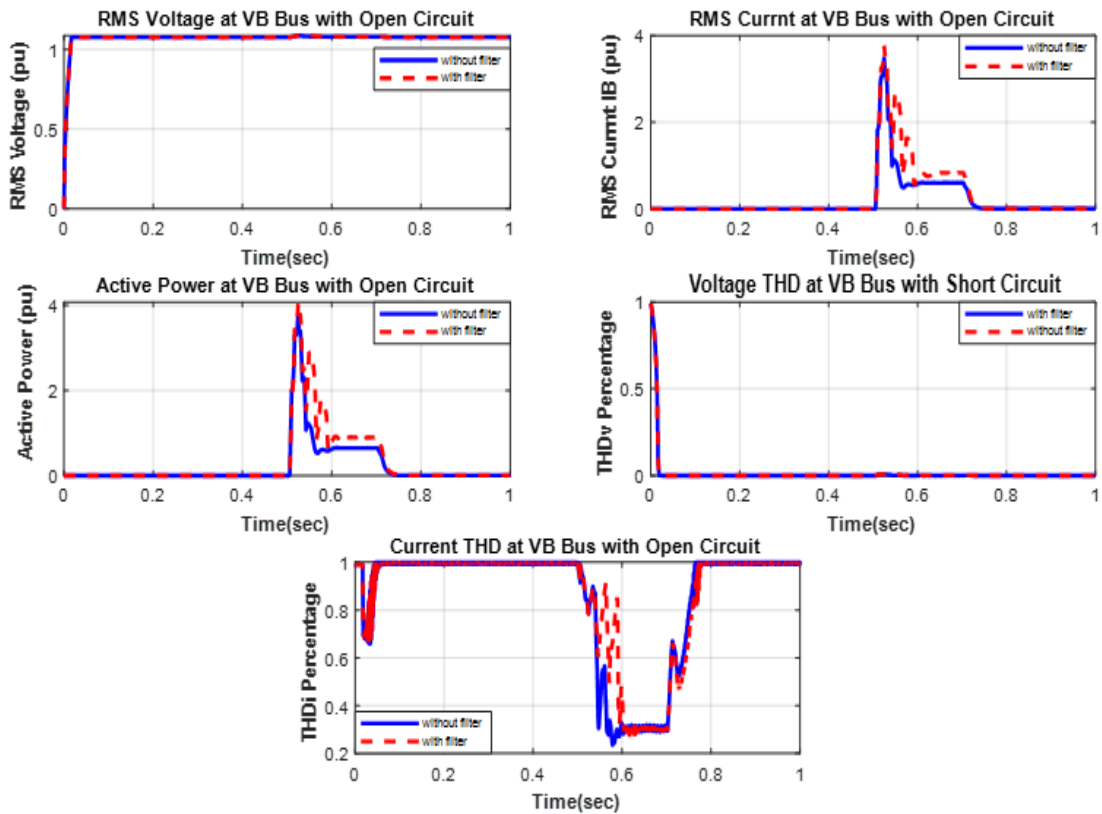 RMS Voltage at VB Bus with Open Circuit
RMS Voltage (pu)
1
0.5
0
without filter
with filter
0
0.2
0.4
0.6
0.8
1
Time(sec)
RMS Currnt at VB Bus with Open Circuit
RMS Currnt IB (pu)
4
2
0
without filter
with filter
0
0.2
0.4
0.6
0.8
1
Time(sec)
Active Power at VB Bus with Open Circuit
Active Power (pu)
4
2
0
without filter
with filter
0
0.2
0.4
0.6
0.8
1
Time(sec)
Voltage THD at VB Bus with Short Circuit
THDv Percentage
1
0.5
0
with filter
without filter
0
0.2
0.4
0.6
0.8
1
Time(sec)
Current THD at VB Bus with Open Circuit
THDi Percentage
1
0.8
0.6
0.4
0.2
without filter
with filter
0
0.2
0.4
0.6
0.8
1
Time(sec)